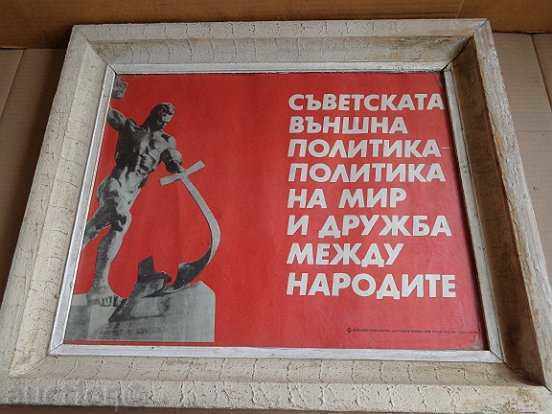 СЪВЕТСКАТА
ВЪНШНА
ПОЛИТИКА –
ПОЛИТИКА
НА МИР
И ДРУЖБА
МЕЖДУ
НАРОДИТЕ